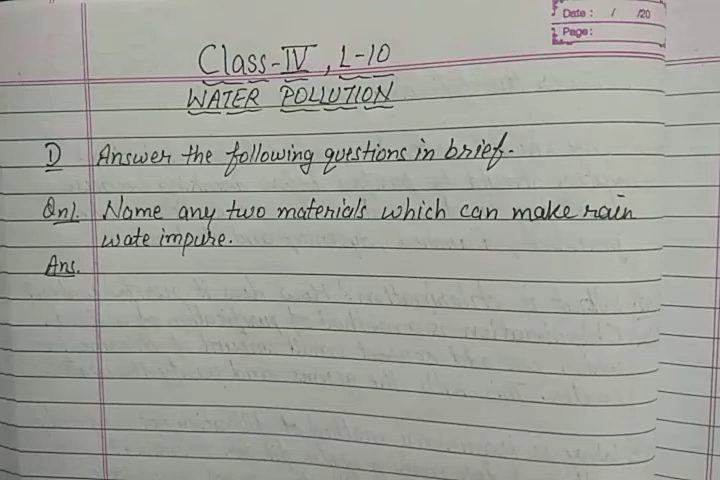 Date: / /20
Page:
Class-IV, L-10
WATER POLLUTION
D Answer the following questions in brief.
Qn1. Name any two materials which can make rain
wate impure.
Ans.